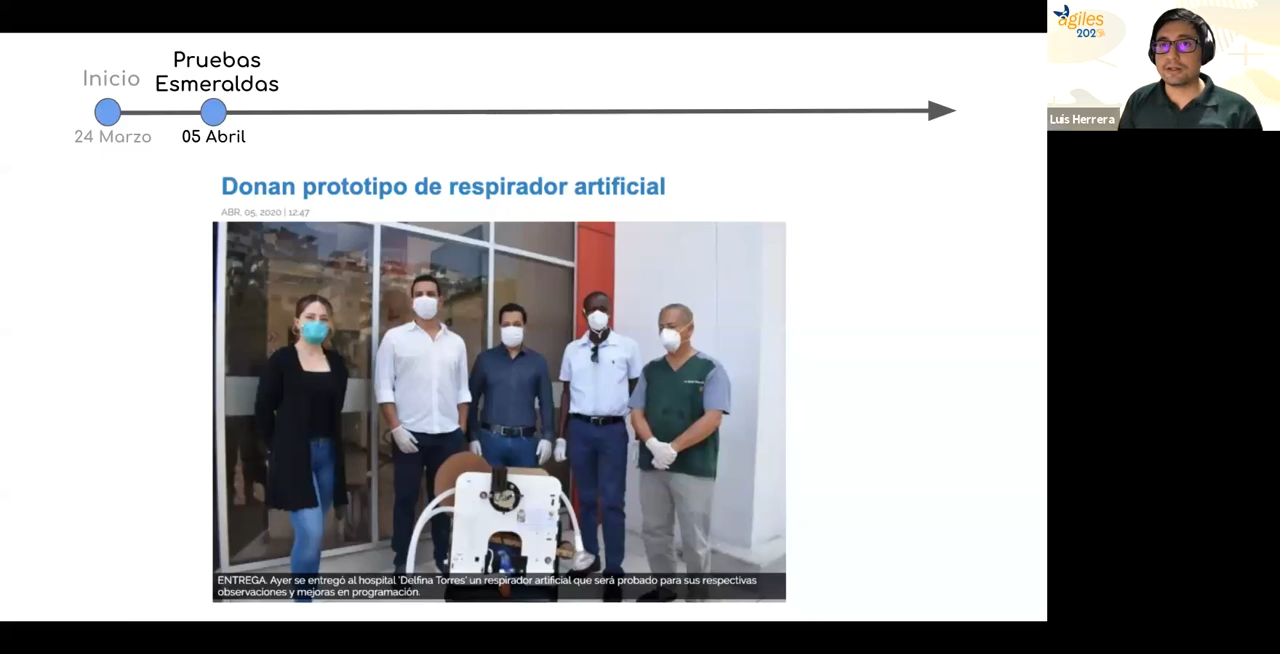 Inicio
Pruebas
Esmeraldas
24 Marzo
05 Abril
Donan prototipo de respirador artificial
ABR, 05, 2020 | 12:47
ENTREGA. Ayer se entregó al hospital 'Delfina Torres' un respirador artificial que será probado para sus respectivas
observaciones y mejoras en programación.
agiles
202
Luis Herrera